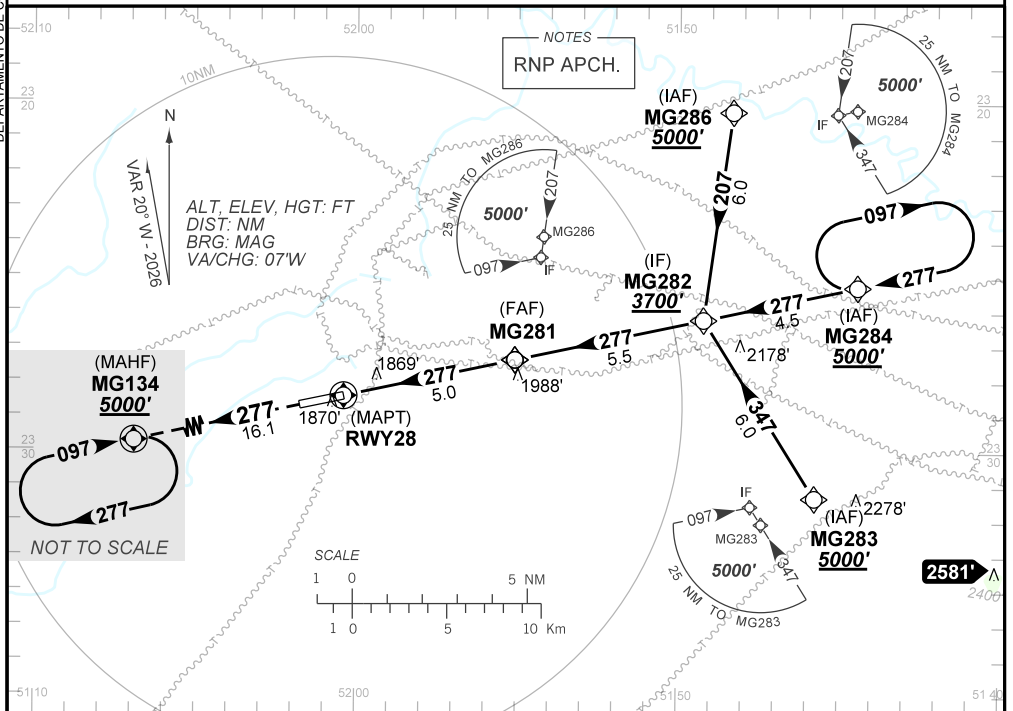 DEPARTAMENTO DE C
52 10
52 00
51 50
10NM
NOTES
RNP APCH.
23 20
23 20
N
VAR 20° W - 2026
ALT, ELEV, HGT: FT
DIST: NM
BRG: MAG
VA/CHG: 07'W
25 NM TO MG286
5000'
207
MG286
097
IF
(IAF)
MG286
5000'
207
6.0
25 NM TO MG284
5000'
207
IF
MG284
347
097
277
(IAF)
MG284
5000'
277
4.5
(IF)
MG282
3700'
2178'
277
5.5
(FAF)
MG281
1988'
277
5.0
1869'
1870'
(MAPT)
RWY28
277
16.1
(MAHF)
MG134
5000'
097
277
NOT TO SCALE
23 30
23 30
347
6.0
2278'
(IAF)
MG283
5000'
097
IF
MG283
5000'
347
25 NM TO MG283
2581'
2400
SCALE
1 0 5 NM
1 0 5 10 Km
51 10
52 00
51 50
51 40